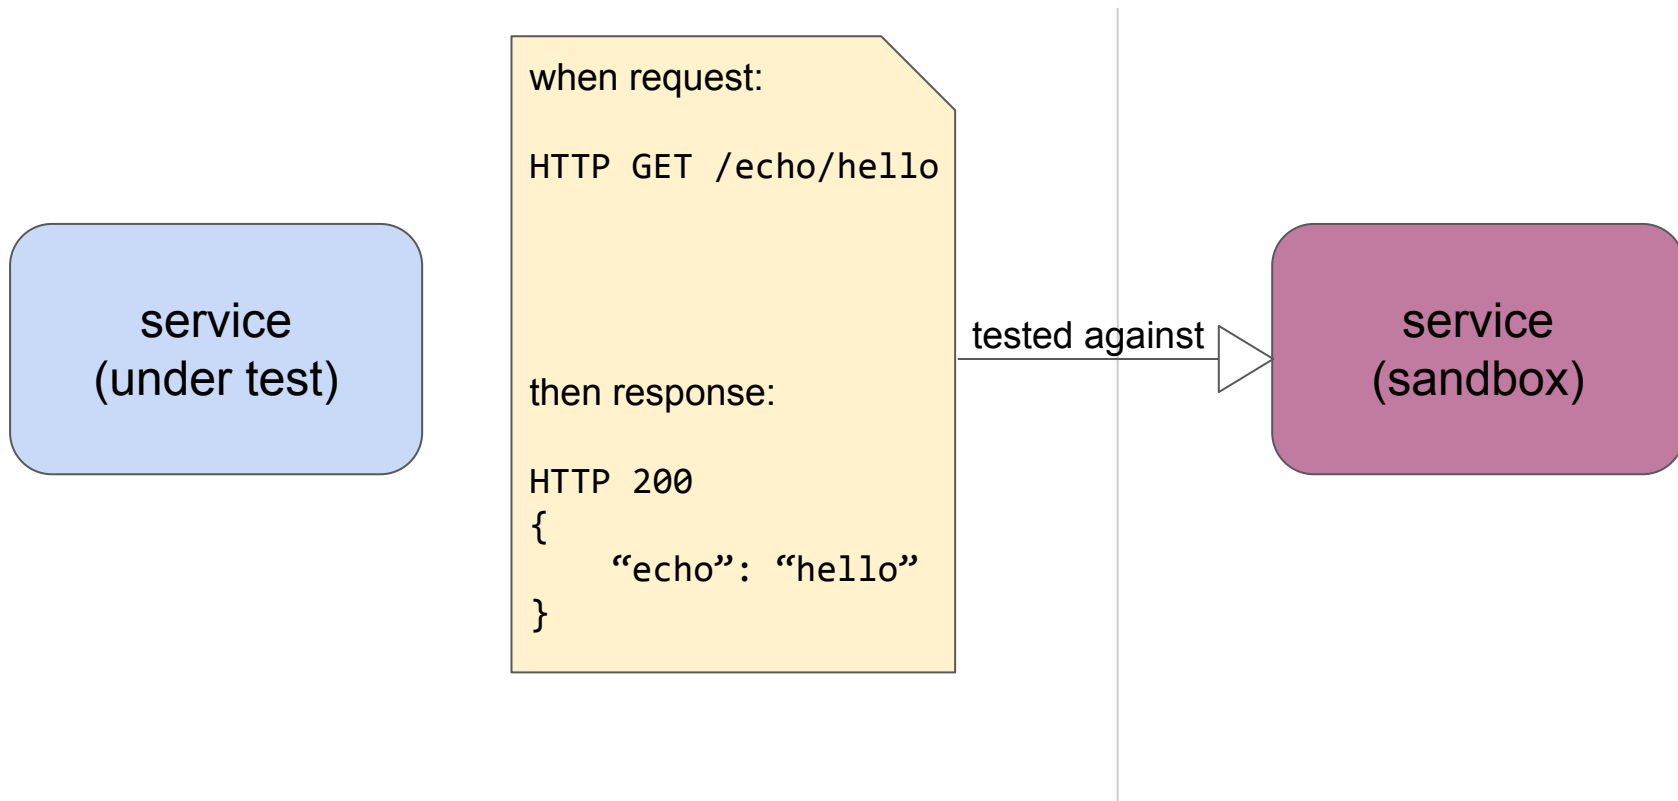 service
(under test)
when request:
HTTP GET /echo/hello
then response:
HTTP 200
{
    “echo”: “hello”
}
tested against
service
(sandbox)